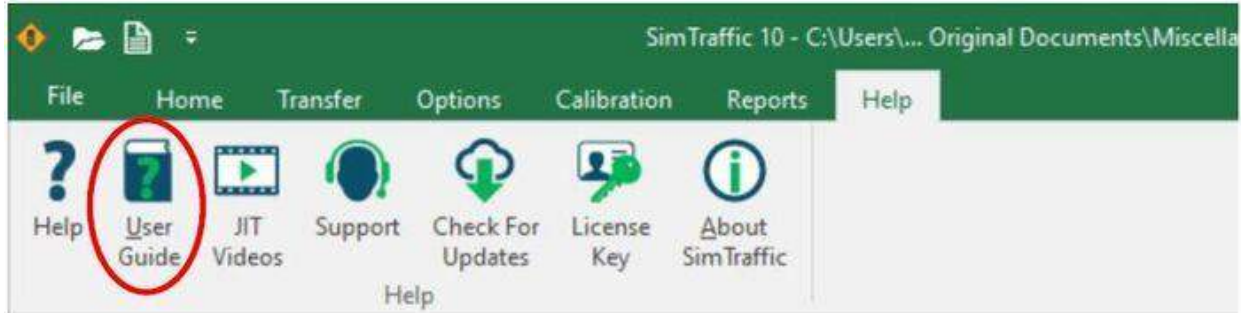 SimTraffic 10 - C:\Users\... Original Documents\Miscella
File Home Transfer Options Calibration Reports Help
Help User Guide JIT Videos Support Check For Updates License Key About SimTraffic
Help